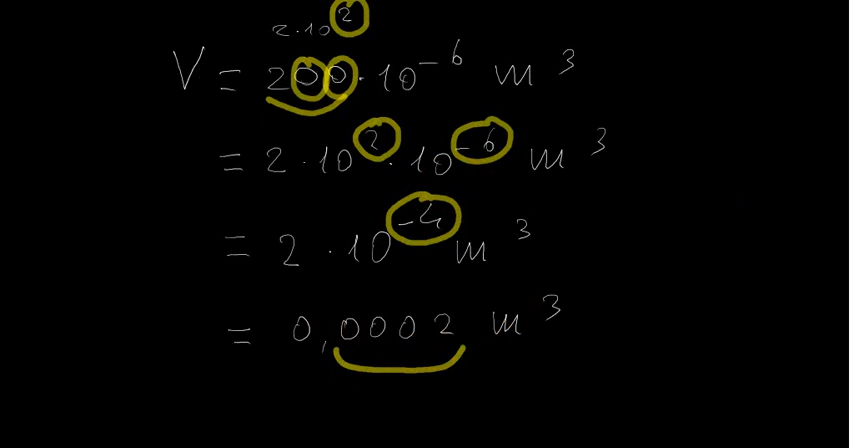 2·10²
V = 200·10⁻⁶ m³
= 2·10²·10⁻⁶ m³
= 2·10⁻⁴ m³
= 0,0002 m³